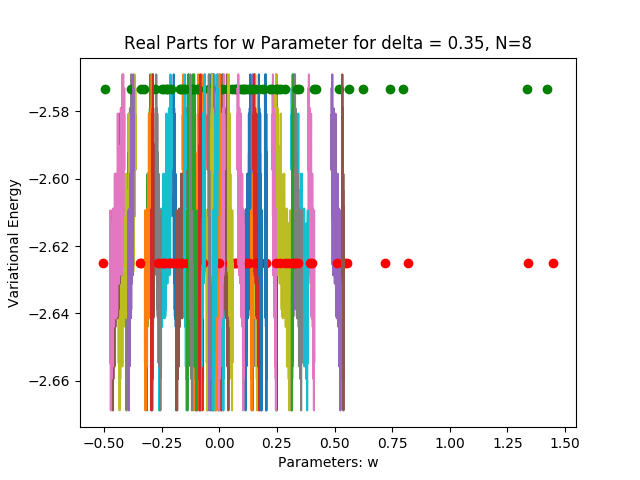 Real Parts for w Parameter for delta = 0.35, N=8
Variational Energy
−2.58
−2.60
−2.62
−2.64
−2.66
−0.50 −0.25 0.00 0.25 0.50 0.75 1.00 1.25 1.50
Parameters: w